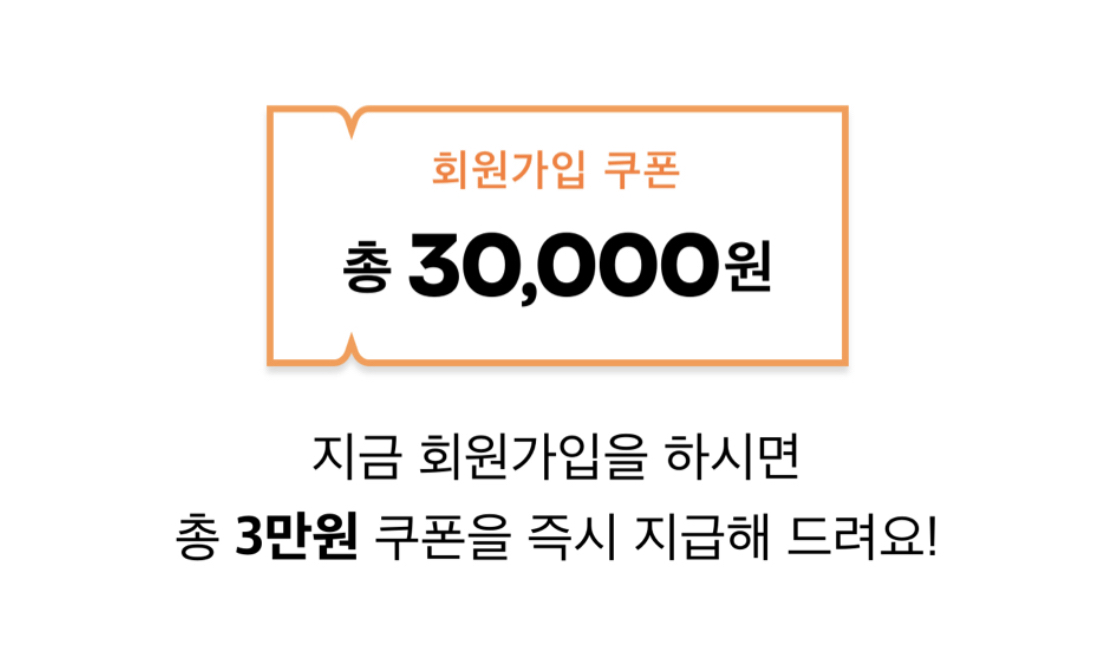 회원가입 쿠폰
총 30,000원
지금 회원가입을 하시면
총 3만원 쿠폰을 즉시 지급해 드려요!